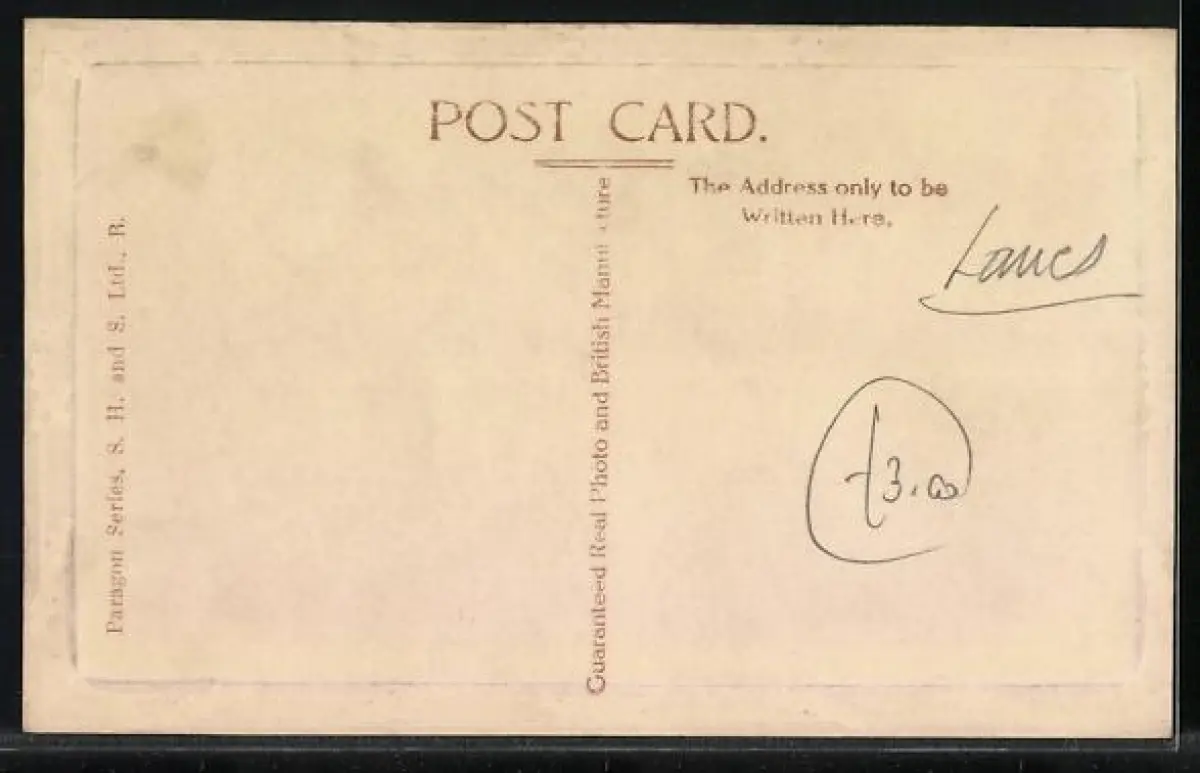 POST CARD.
The Address only to be
Written Here.
Paragon Series, S. H. and S. Ltd., B.
Guaranteed Real Photo and British Manufacture
Lancs
£3.00